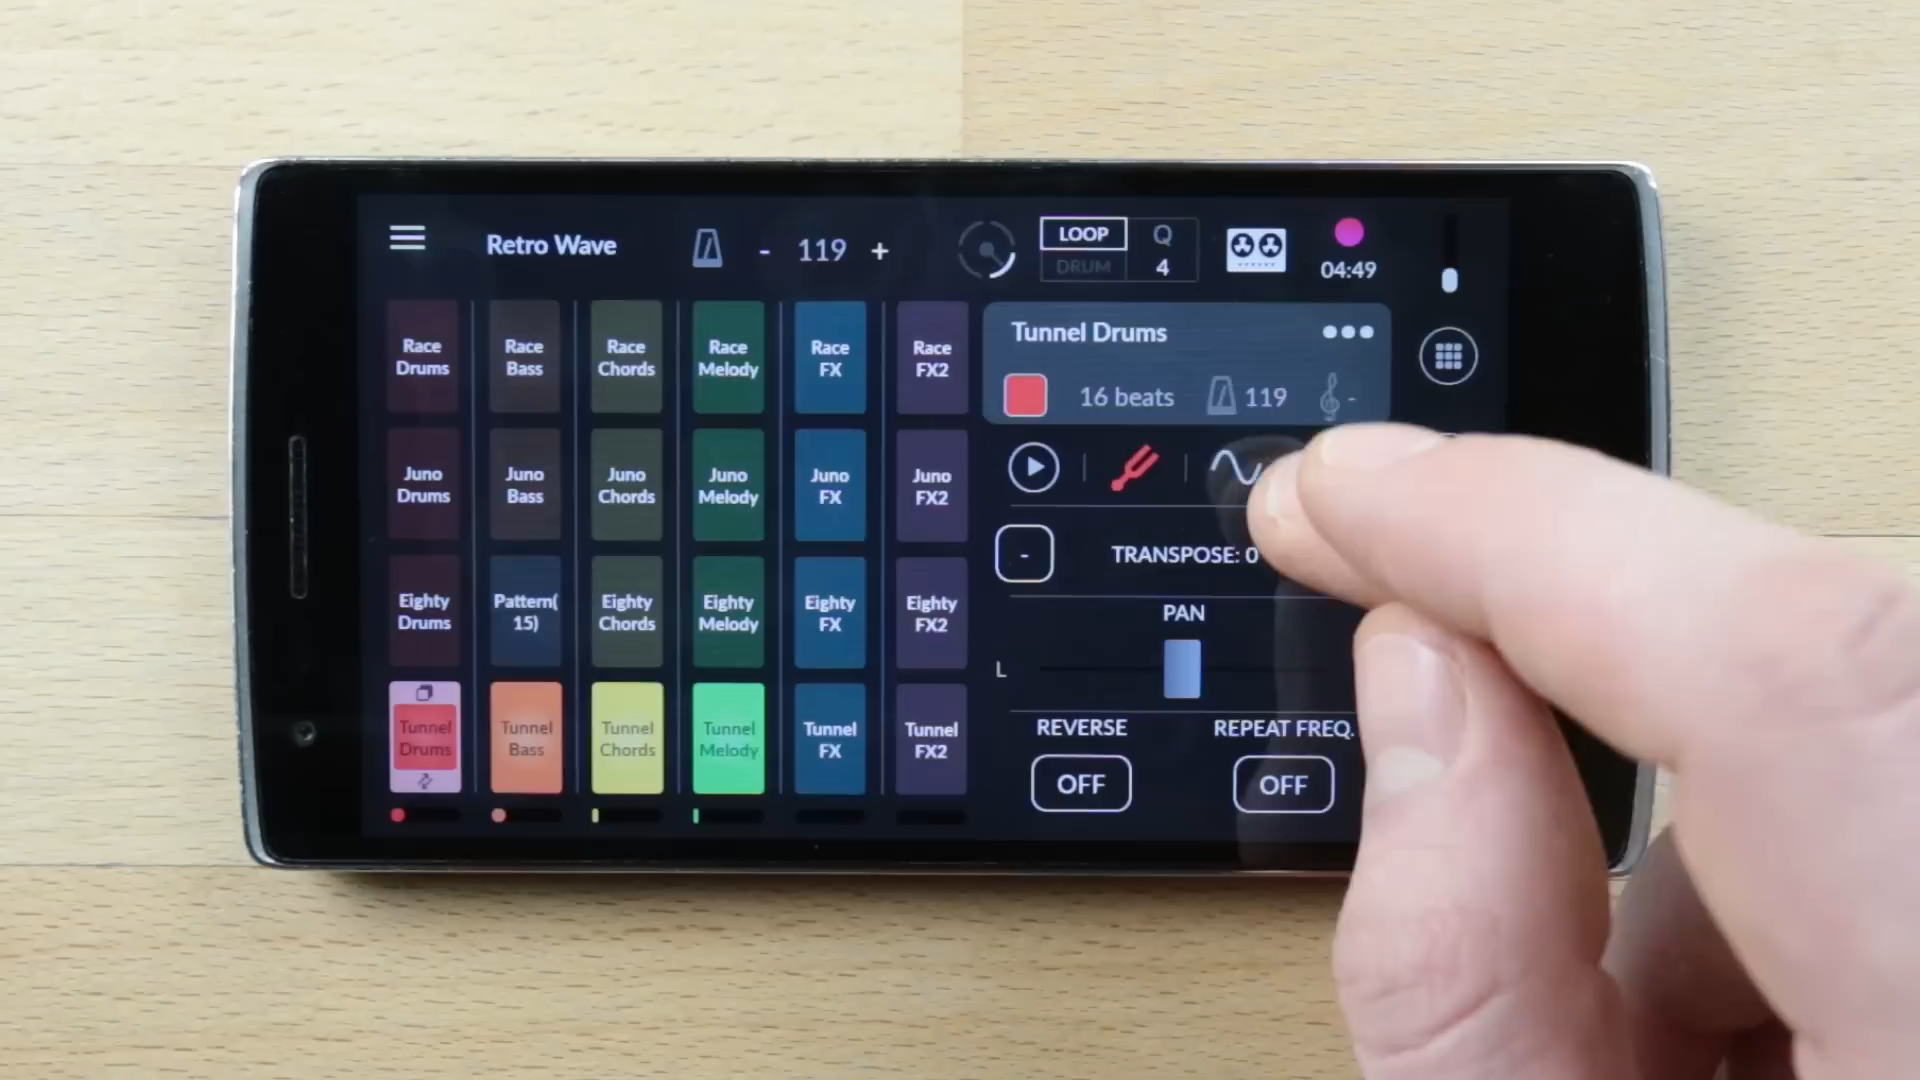 Retro Wave
- 119 +
LOOP
DRUM
Q
4
04:49
Race
Drums
Race
Bass
Race
Chords
Race
Melody
Race
FX
Race
FX2
Juno
Drums
Juno
Bass
Juno
Chords
Juno
Melody
Juno
FX
Juno
FX2
Eighty
Drums
Pattern(
15)
Eighty
Chords
Eighty
Melody
Eighty
FX
Eighty
FX2
Tunnel
Drums
Tunnel
Bass
Tunnel
Chords
Tunnel
Melody
Tunnel
FX
Tunnel
FX2
Tunnel Drums
16 beats
119
-
-
TRANSPOSE: 0
PAN
L
REVERSE
REPEAT FREQ.
OFF
OFF